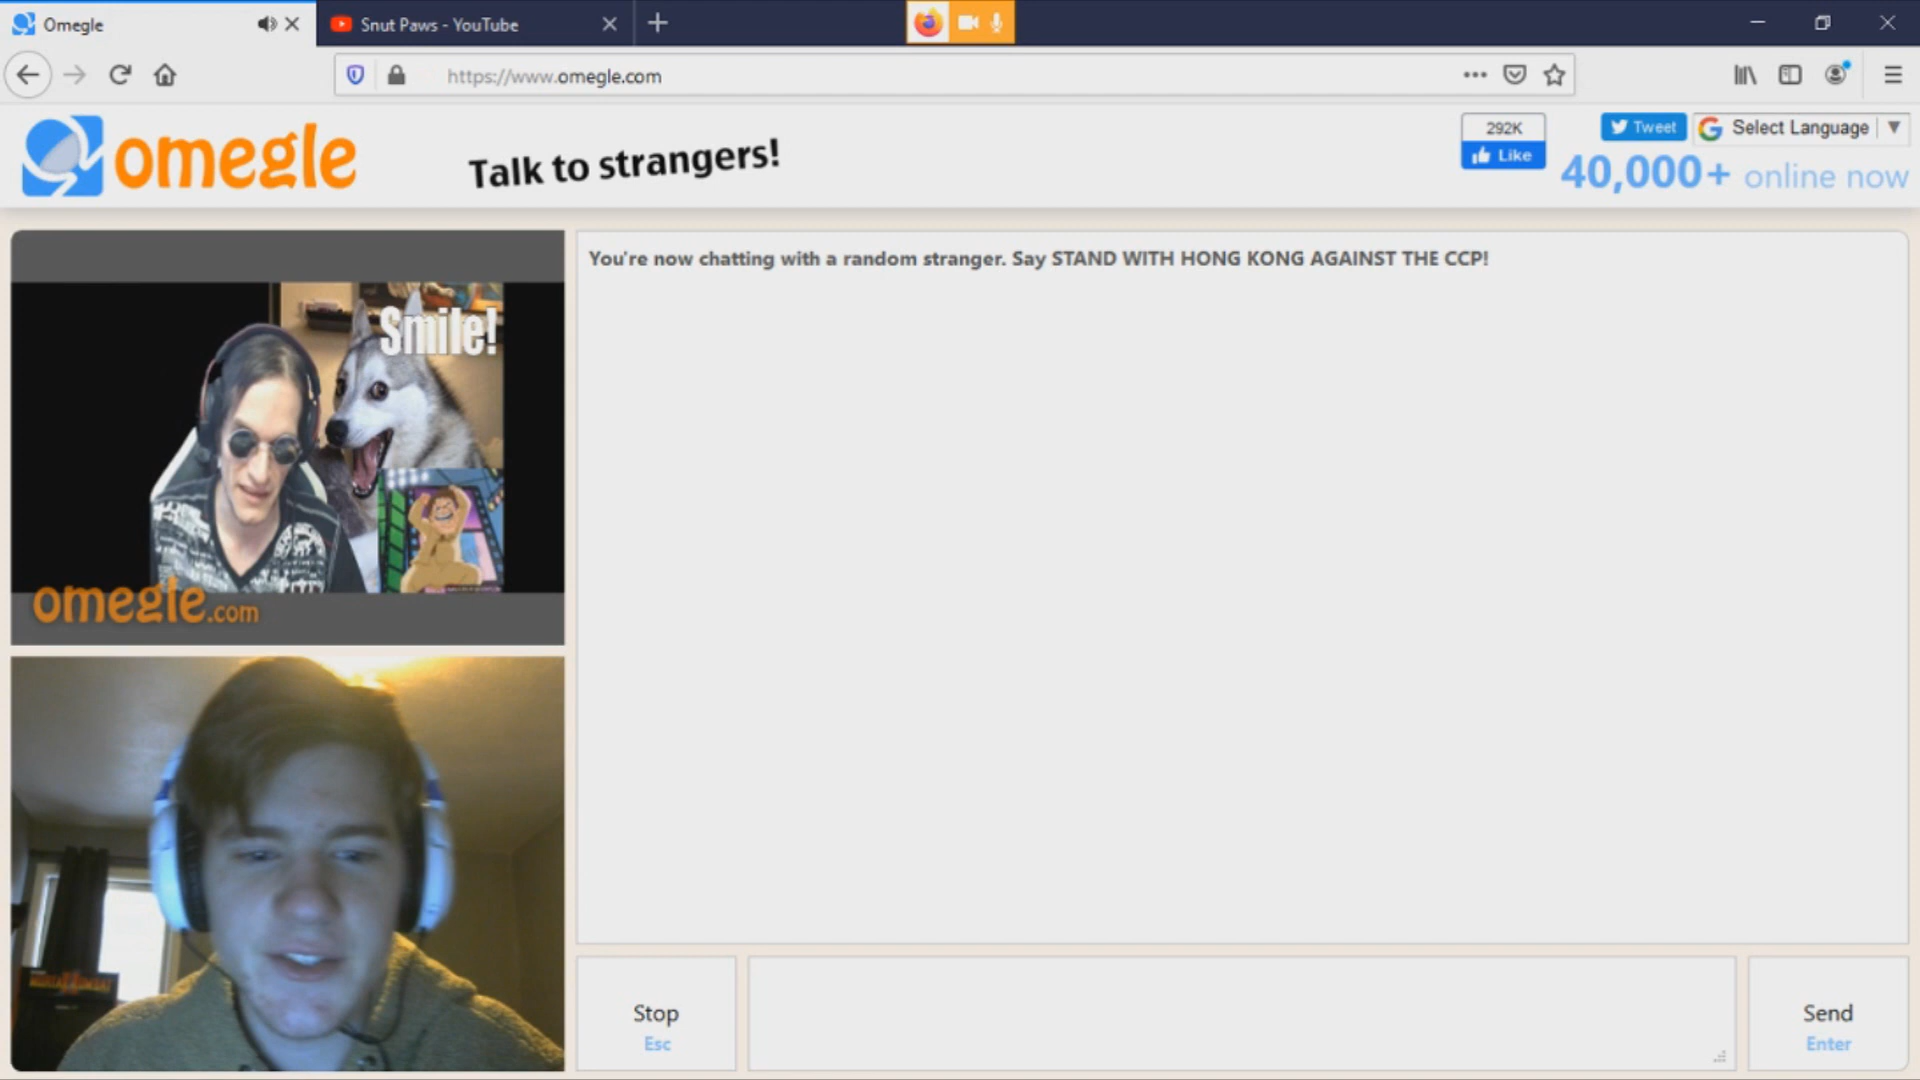 Omegle
Snut Paws - YouTube
https://www.omegle.com
omegle
Talk to strangers!
292K
Like
Tweet
Select Language
40,000+ online now
You're now chatting with a random stranger. Say STAND WITH HONG KONG AGAINST THE CCP!
Smile!
omegle.com
Stop
Esc
Send
Enter